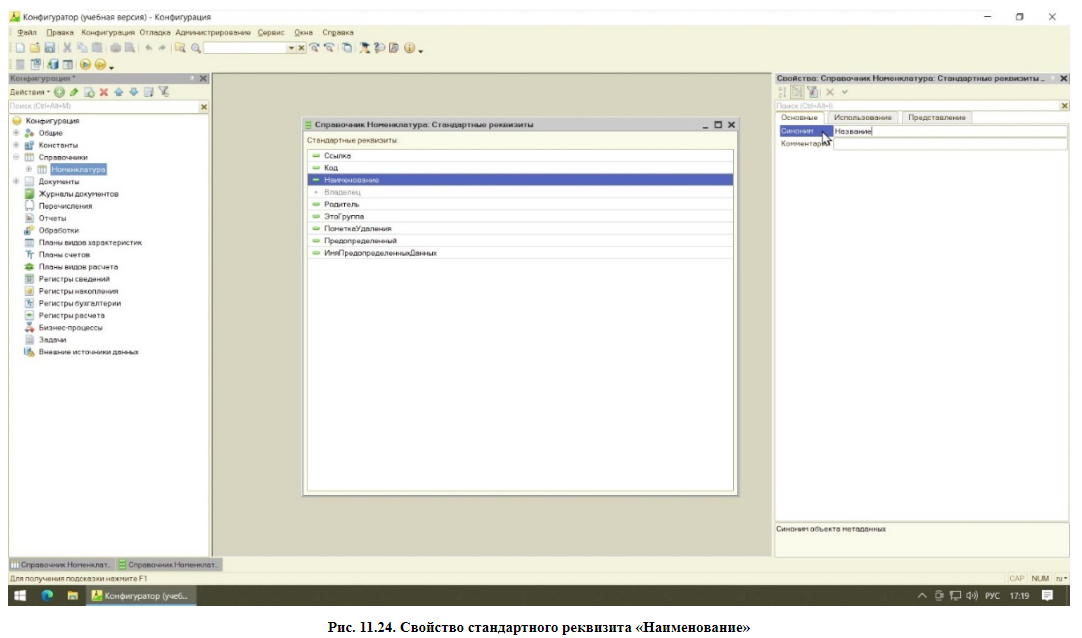 Конфигуратор (учебная версия) - Конфигурация
Файл Правка Конфигурация Отладка Администрирование Сервис Окна Справка
Конфигурация *
Действия
Поиск (Ctrl+Alt+M)
Конфигурация
Общие
Константы
Справочники
Номенклатура
Документы
Журналы документов
Перечисления
Отчеты
Обработки
Планы видов характеристик
Планы счетов
Планы видов расчета
Регистры сведений
Регистры накопления
Регистры бухгалтерии
Регистры расчета
Бизнес-процессы
Задачи
Внешние источники данных
Справочник Номенклатура: Стандартные реквизиты
Стандартные реквизиты:
Ссылка
Код
Наименование
Владелец
Родитель
ЭтоГруппа
ПометкаУдаления
Предопределенный
ИмяПредопределенныхДанных
Свойства: Справочник Номенклатура: Стандартные реквизиты ..
Поиск (Ctrl+Alt+I)
Основные Использование Представление
Синоним Название
Комментарий
Синоним объекта метаданных
Справочник Номенклат.. Справочник Номенклат..
Для получения подсказки нажмите F1
CAP NUM ru
Конфигуратор (учеб...
РУС 17:19
Рис. 11.24. Свойство стандартного реквизита «Наименование»